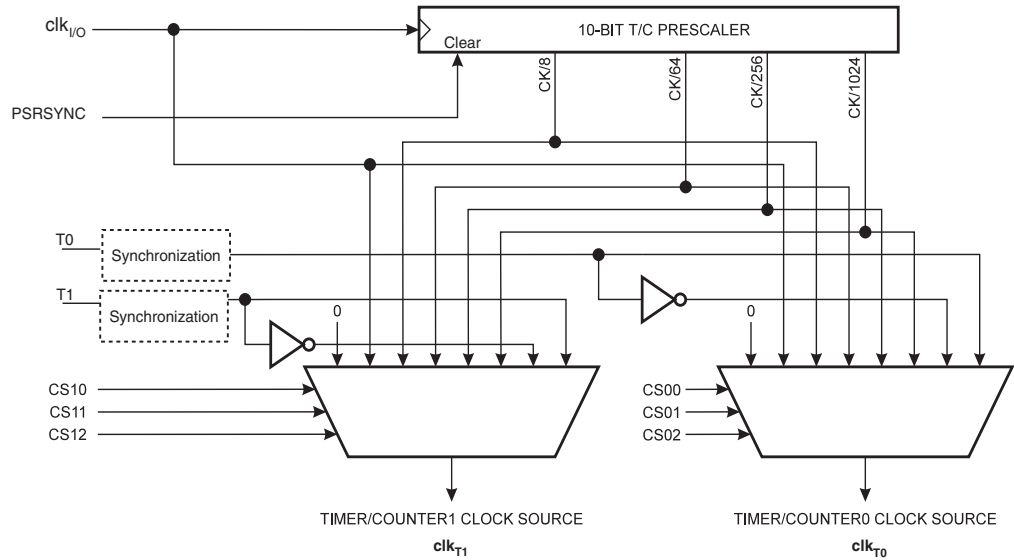 clkI/O
10-BIT T/C PRESCALER
Clear
PSRSYNC
CK/8
CK/64
CK/256
CK/1024
T0
Synchronization
T1
Synchronization
0
0
CS10
CS11
CS12
CS00
CS01
CS02
TIMER/COUNTER1 CLOCK SOURCE
clkT1
TIMER/COUNTER0 CLOCK SOURCE
clkT0